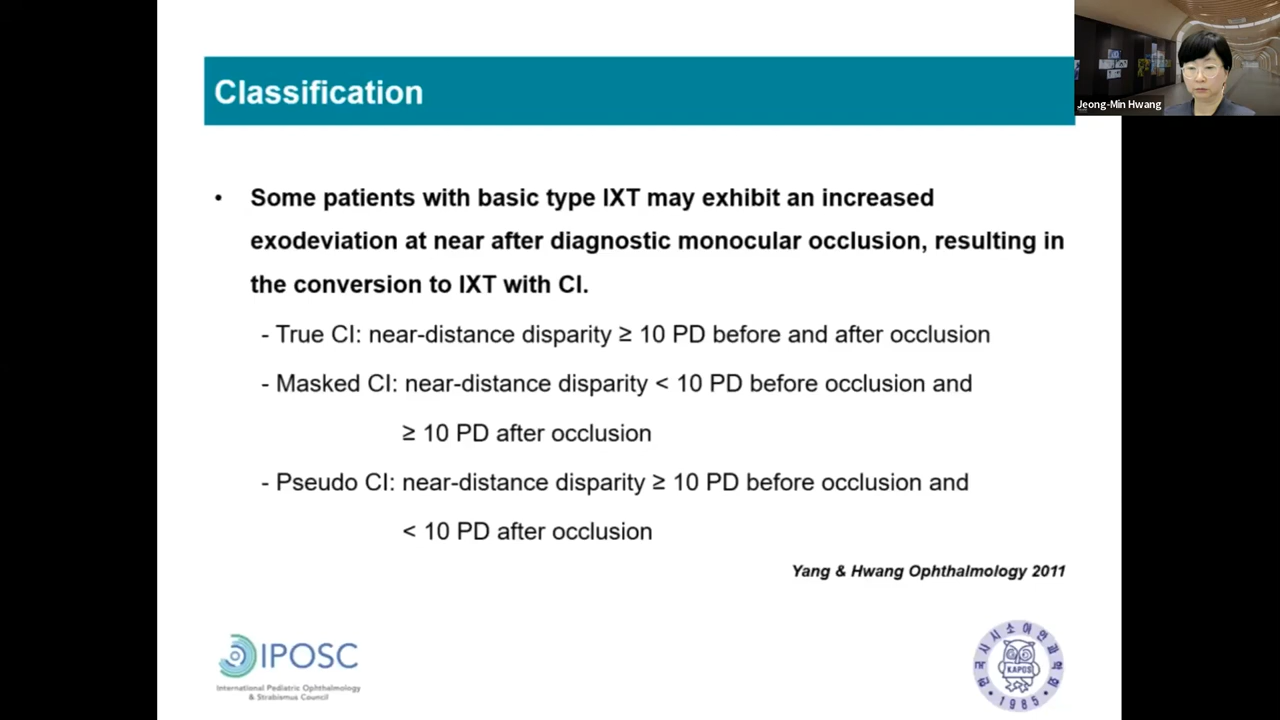 Classification
Jeong-Min Hwang
• Some patients with basic type IXT may exhibit an increased
exodeviation at near after diagnostic monocular occlusion, resulting in
the conversion to IXT with CI.
- True CI: near-distance disparity ≥ 10 PD before and after occlusion
- Masked CI: near-distance disparity < 10 PD before occlusion and
≥ 10 PD after occlusion
- Pseudo CI: near-distance disparity ≥ 10 PD before occlusion and
< 10 PD after occlusion
Yang & Hwang Ophthalmology 2011
IPOSC
International Pediatric Ophthalmology
& Strabismus Council
KAPOS
1985